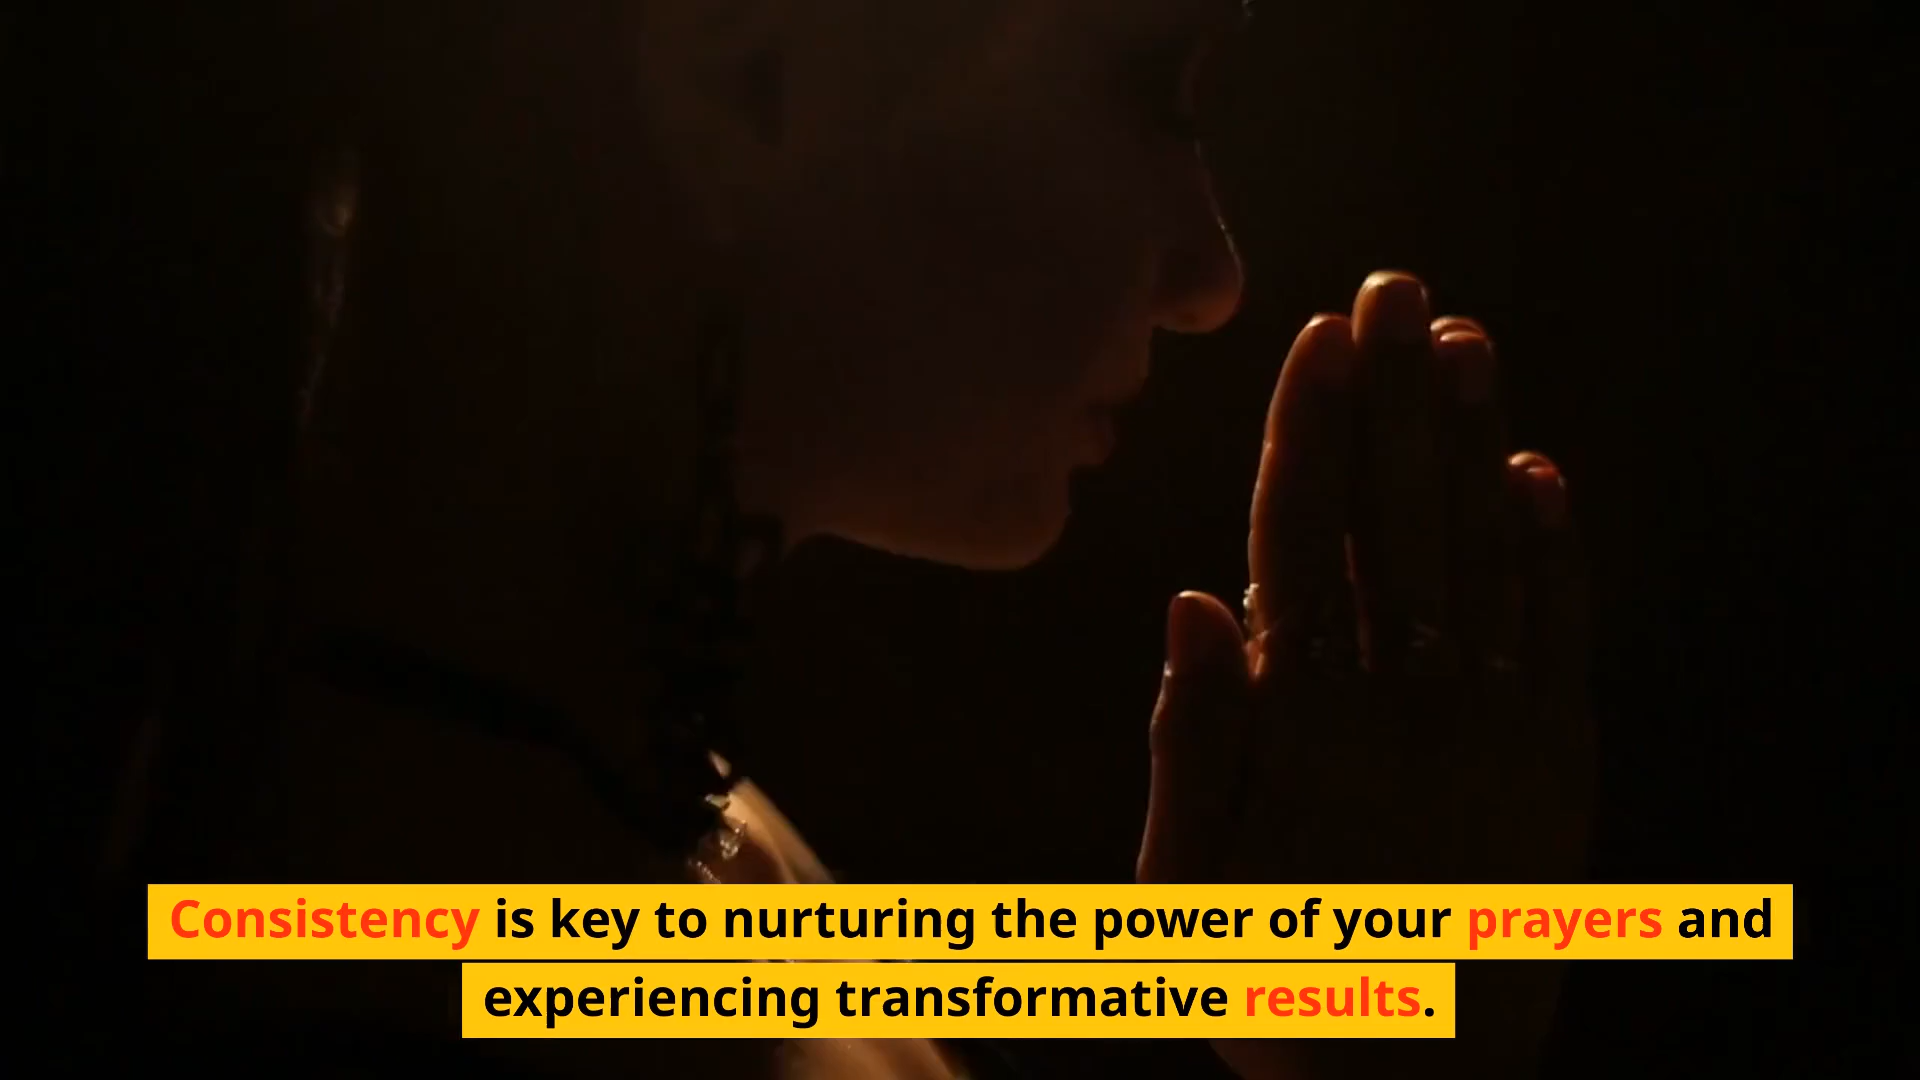 Consistency is key to nurturing the power of your prayers and
experiencing transformative results.